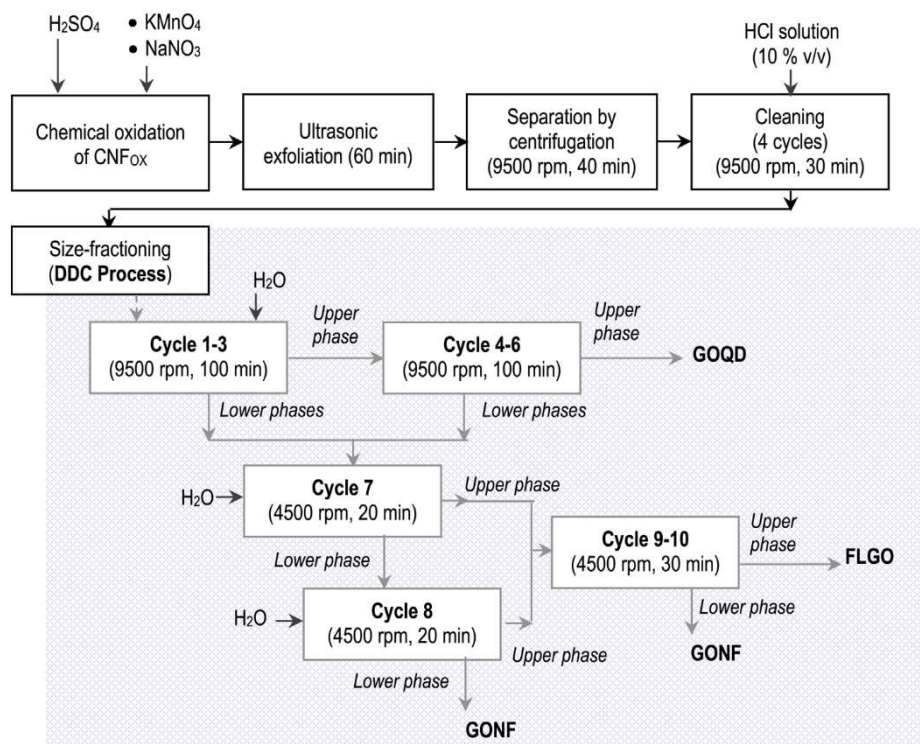 H₂SO₄
• KMnO₄
• NaNO₃
HCl solution
(10 % v/v)
Chemical oxidation
of CNFOX
Ultrasonic
exfoliation (60 min)
Separation by
centrifugation
(9500 rpm, 40 min)
Cleaning
(4 cycles)
(9500 rpm, 30 min)
Size-fractioning
(DDC Process)
H₂O
Cycle 1-3
(9500 rpm, 100 min)
Upper
phase
Cycle 4-6
(9500 rpm, 100 min)
Upper
phase
GOQD
Lower phases
Lower phases
H₂O
Cycle 7
(4500 rpm, 20 min)
Upper phase
Lower phase
Cycle 9-10
(4500 rpm, 30 min)
Upper
phase
FLGO
H₂O
Cycle 8
(4500 rpm, 20 min)
Upper phase
Lower phase
GONF
Lower phase
GONF